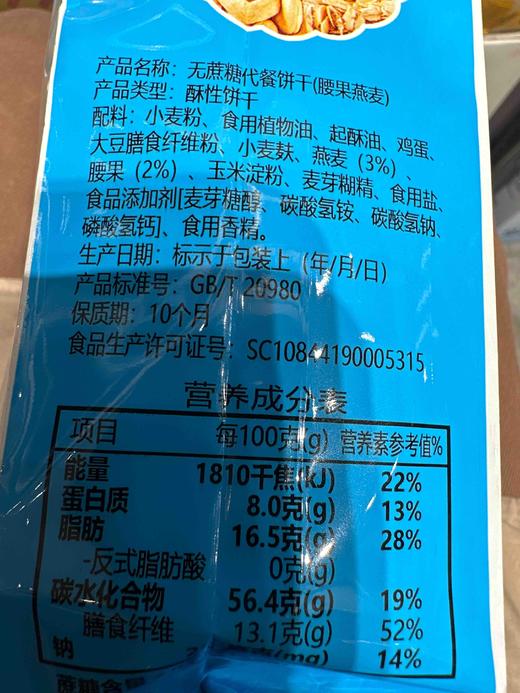 产品名称：无蔗糖代餐饼干(腰果燕麦)
产品类型：酥性饼干
配料：小麦粉、食用植物油、起酥油、鸡蛋、
大豆膳食纤维粉、小麦麸、燕麦（3%）、
腰果（2%）、玉米淀粉、麦芽糊精、食用盐、
食品添加剂[麦芽糖醇、碳酸氢铵、碳酸氢钠、
磷酸氢钙]、食用香精。
生产日期：标示于包装上（年/月/日）
产品标准号：GB/T 20980
保质期：10个月
食品生产许可证号：SC10844190005315
营养成分表
项目 每100克(g) 营养素参考值%
能量 1810千焦(kJ) 22%
蛋白质 8.0克(g) 13%
脂肪 16.5克(g) 28%
-反式脂肪酸 0克(g)
碳水化合物 56.4克(g) 19%
膳食纤维 13.1克(g) 52%
钠 (mg) 14%
蔗糖含量